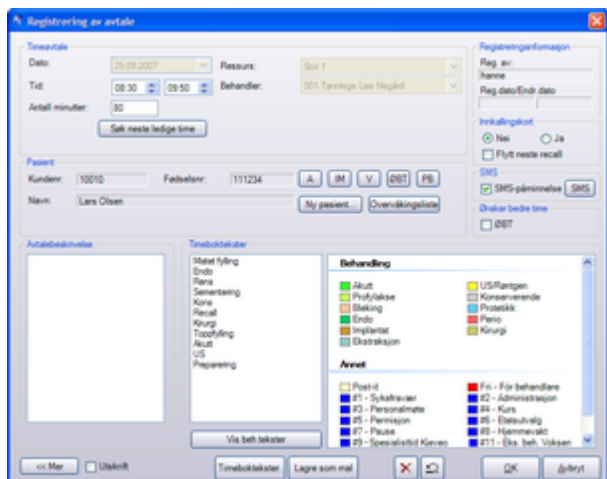 Registrering av avtale
Timeavtale
Dato: 25.09.2007 Ressurs: Stol 1
Tid: 08:30 09:50 Behandler: 001 Tannlege Lise Negård
Antall minutter: 80
Søk neste ledige time
Registreringinformasjon
Reg. av:
hanne
Reg.dato/Endr.dato
Innkallingskort
Nei Ja
Flytt neste recall
Pasient
Kundenr: 10010 Fødselsnr: 111234 A IM V ØBT PB
Navn: Lars Olsen Ny pasient... Overvåkingsliste
SMS
SMS-påminnelse SMS
Ønsker bedre time
ØBT
Avtalebeskrivelse
Timeboktekster
Mistet fylling
Endo
Rens
Sementering
Kons
Recall
Kirurgi
Toppfylling
Akutt
US
Preparering
Vis beh.tekster
Behandling
Akutt US/Røntgen
Profylakse Konserverende
Bleking Protetikk
Endo Perio
Implantat Kirurgi
Ekstraksjon
Annet
Post-it Fri - For behandlere
#1 - Sykefravær #2 - Administrasjon
#3 - Personalmøte #4 - Kurs
#5 - Permisjon #6 - Etatsutvalg
#7 - Pause #8 - Hjemmevakt
#9 - Spesialisttid Kjeveo #11 - Eks. beh. Voksen
<< Mer Utskrift Timeboktekster Lagre som mal OK Avbryt